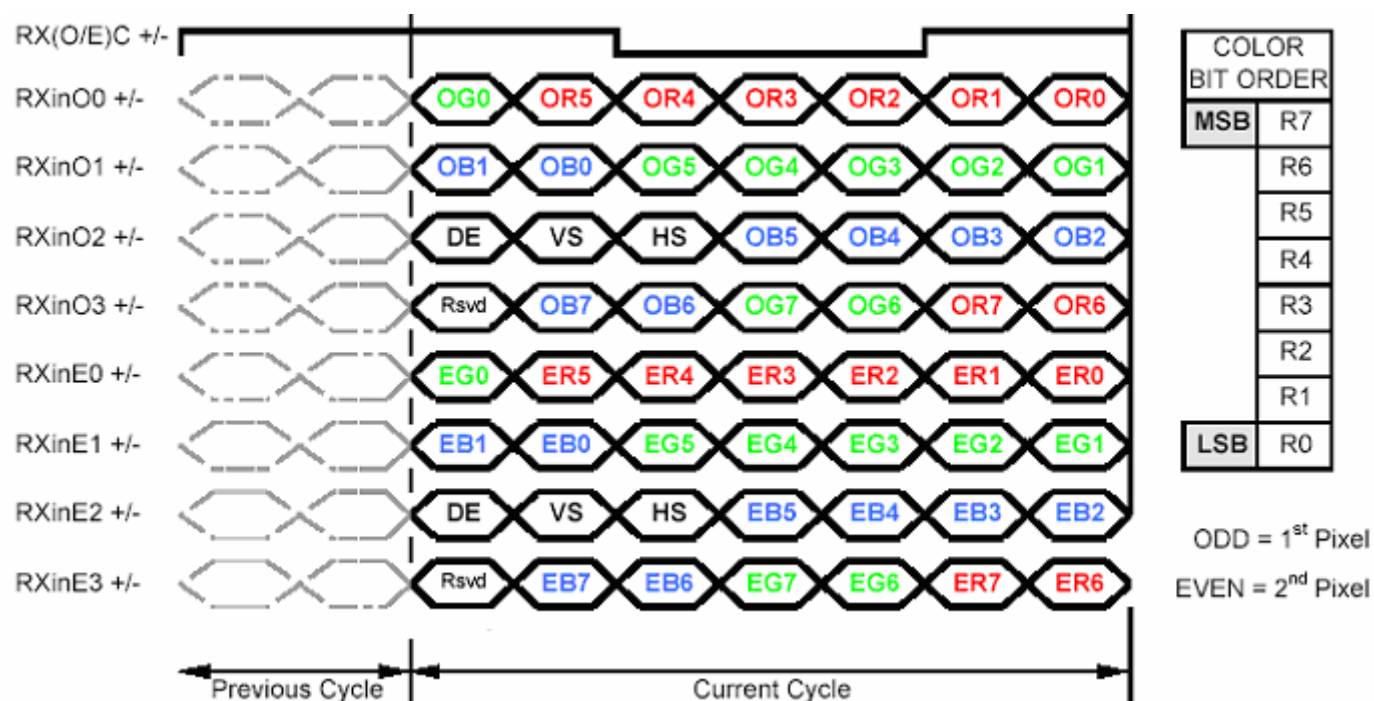 RX(O/E)C +/-
RXinO0 +/- OG0 OR5 OR4 OR3 OR2 OR1 OR0
RXinO1 +/- OB1 OB0 OG5 OG4 OG3 OG2 OG1
RXinO2 +/- DE VS HS OB5 OB4 OB3 OB2
RXinO3 +/- Rsvd OB7 OB6 OG7 OG6 OR7 OR6
RXinE0 +/- EG0 ER5 ER4 ER3 ER2 ER1 ER0
RXinE1 +/- EB1 EB0 EG5 EG4 EG3 EG2 EG1
RXinE2 +/- DE VS HS EB5 EB4 EB3 EB2
RXinE3 +/- Rsvd EB7 EB6 EG7 EG6 ER7 ER6
Previous Cycle Current Cycle
COLOR
BIT ORDER
MSB R7
R6
R5
R4
R3
R2
R1
LSB R0
ODD = 1st Pixel
EVEN = 2nd Pixel